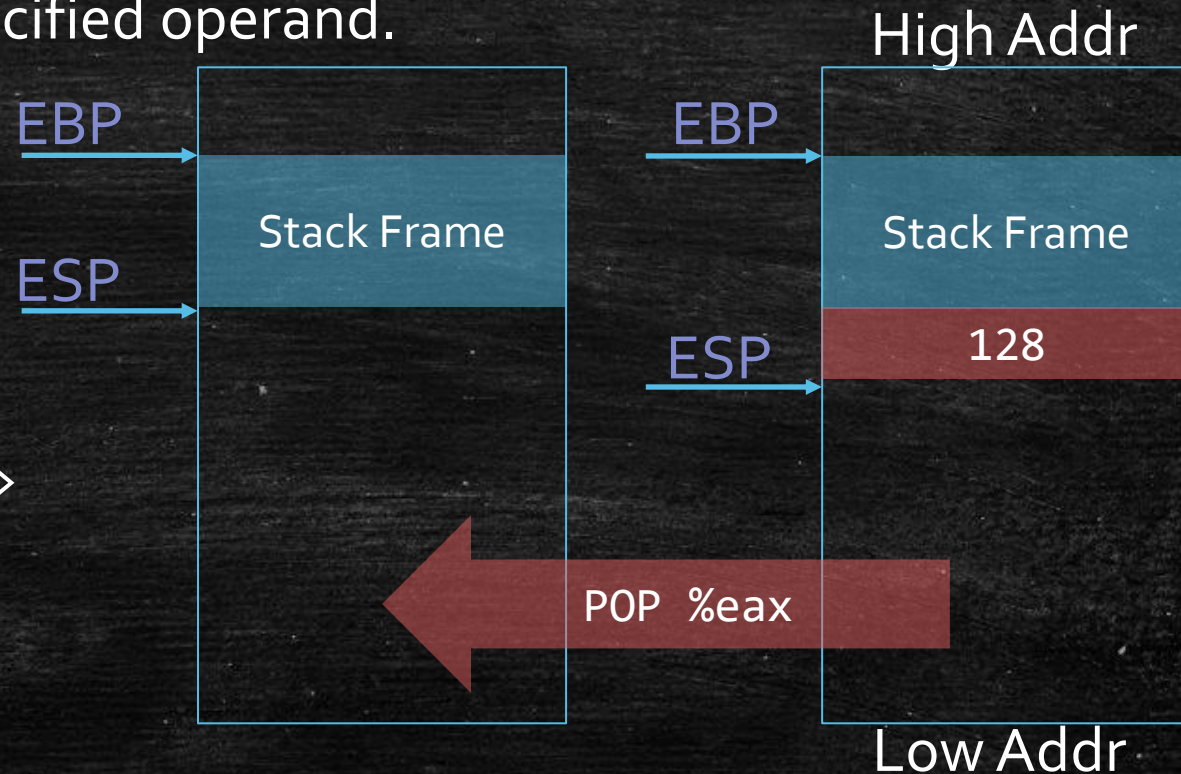 cified operand.
High Addr
EBP
EBP
Stack Frame
Stack Frame
ESP
128
ESP
POP %eax
Low Addr